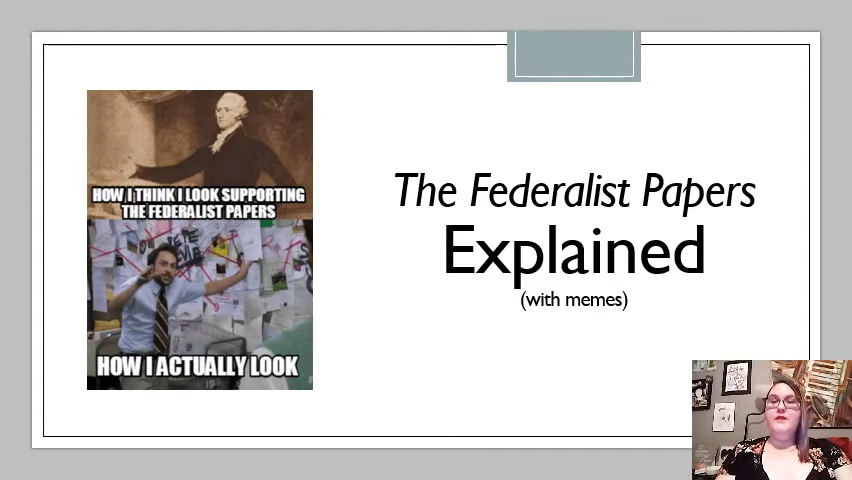 HOW I THINK I LOOK SUPPORTING
THE FEDERALIST PAPERS
HOW I ACTUALLY LOOK
The Federalist Papers
Explained
(with memes)